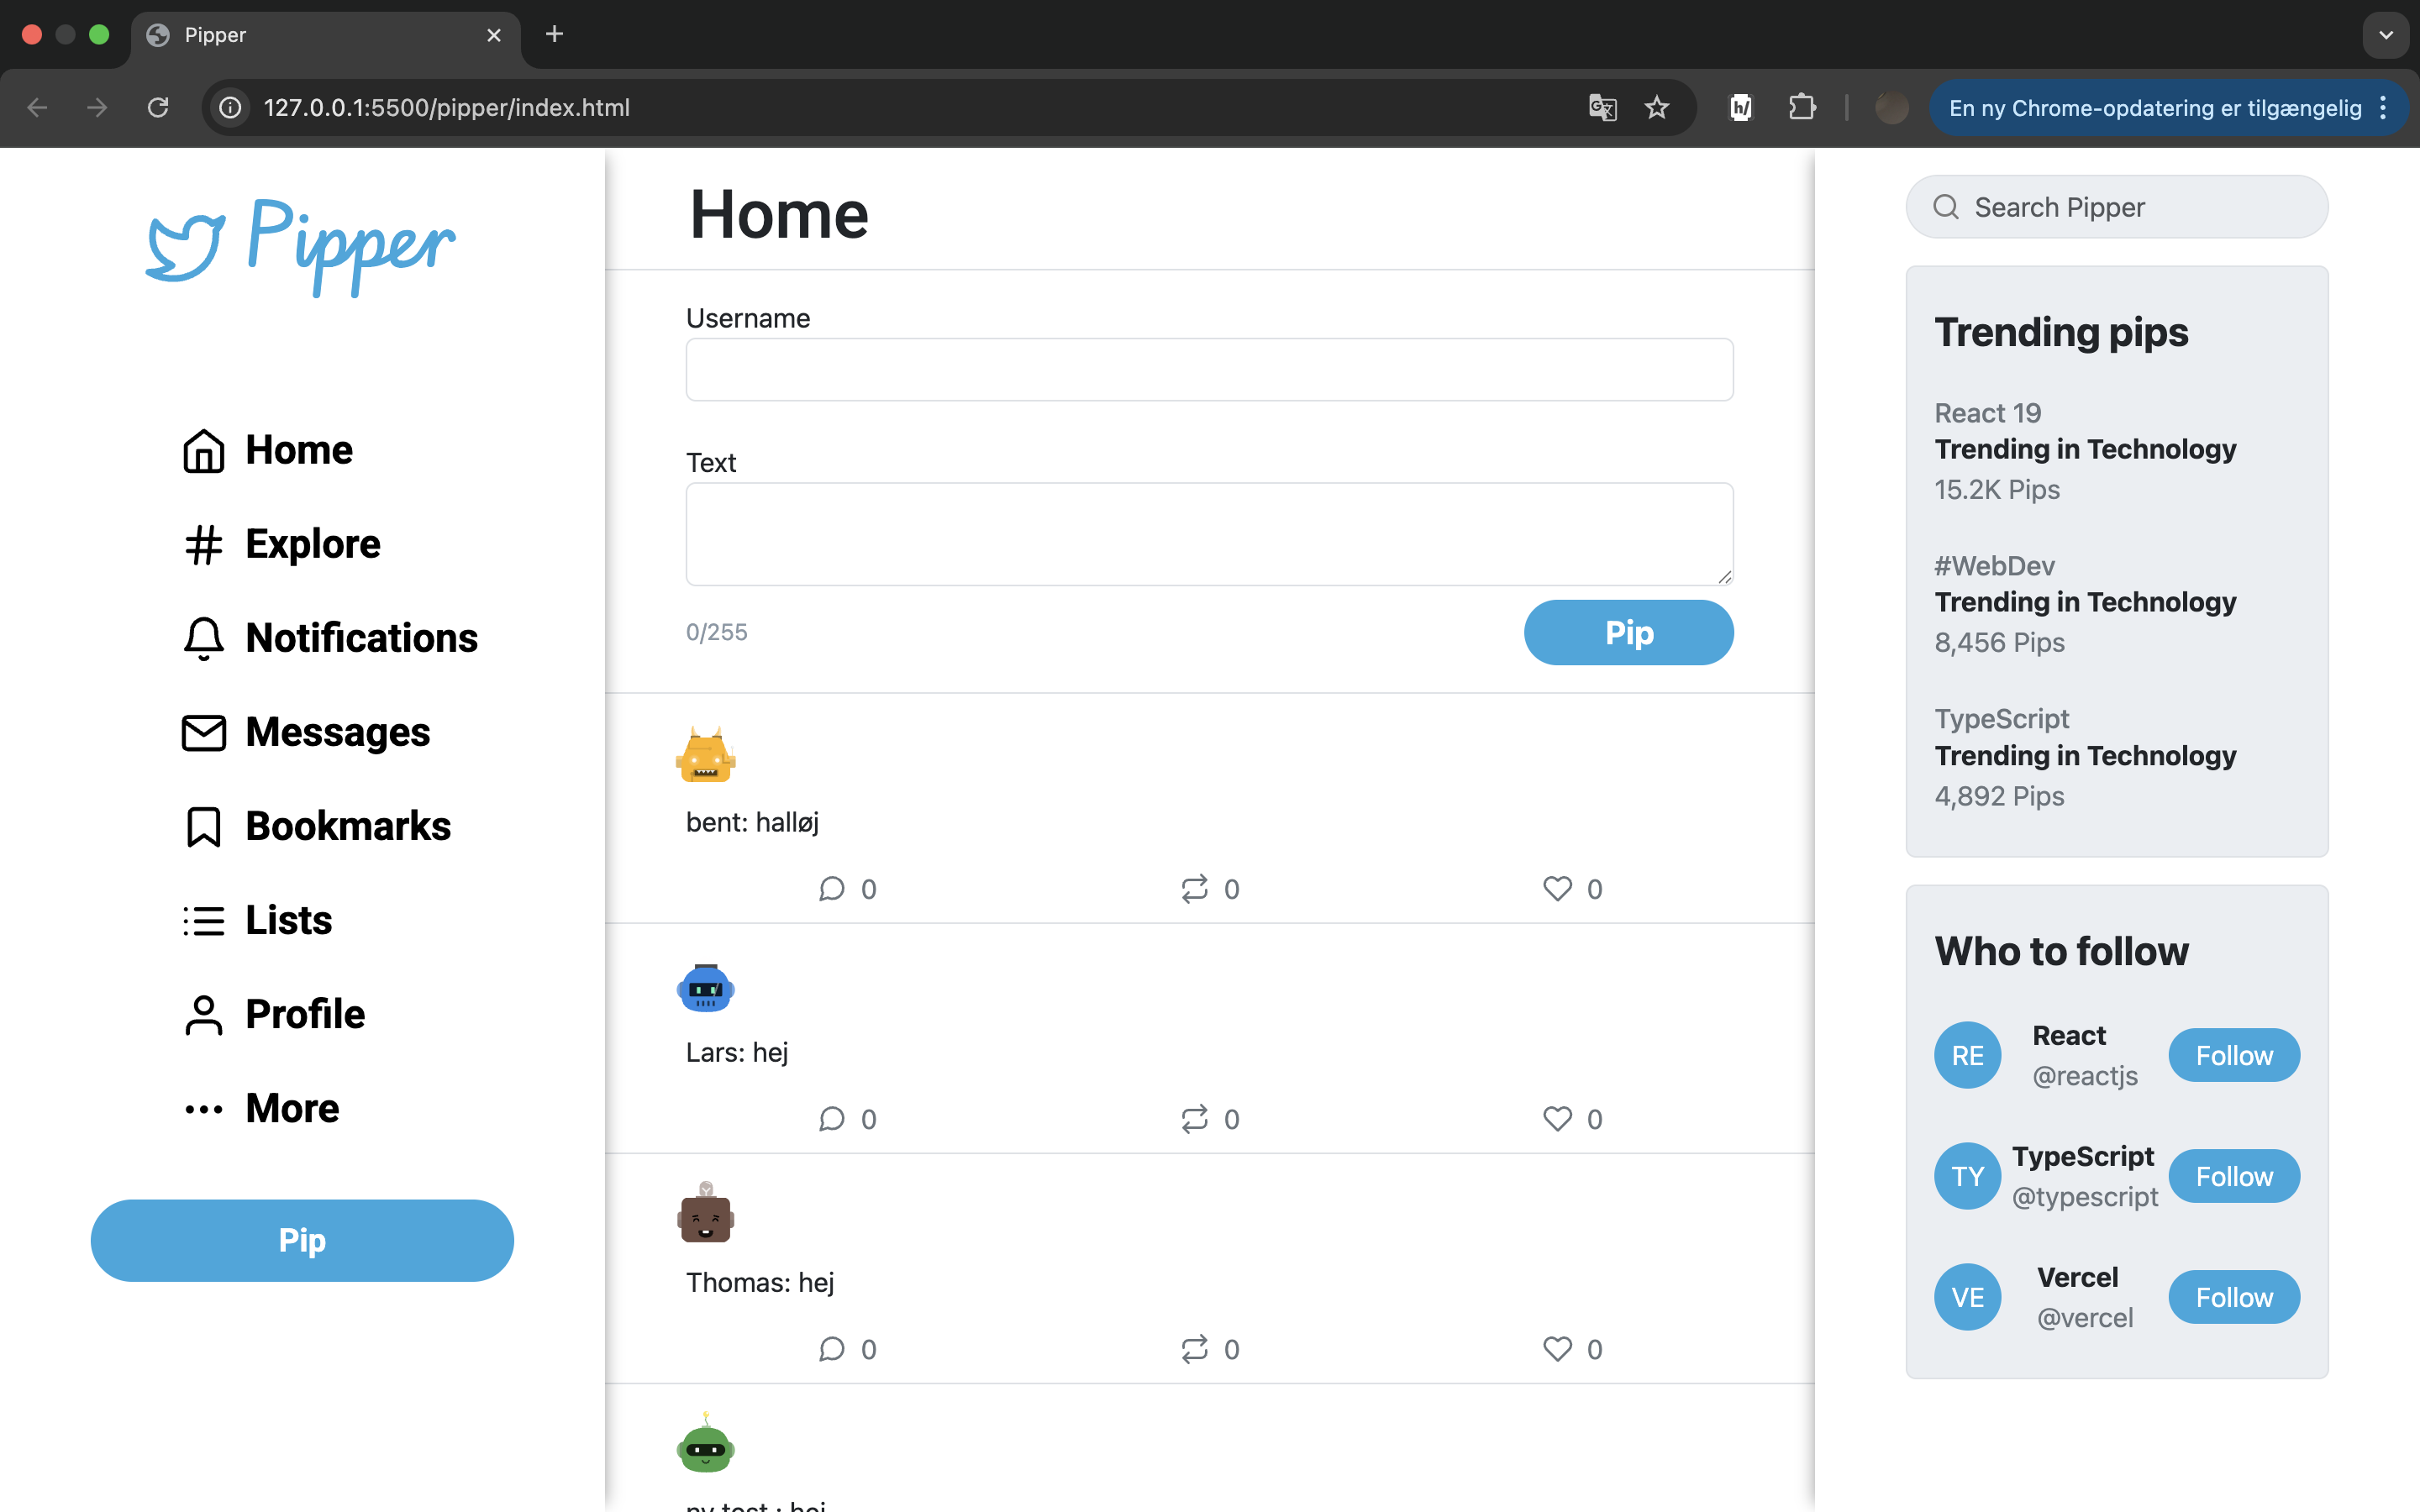 Pipper
127.0.0.1:5500/pipper/index.html
h/
En ny Chrome-opdatering er tilgængelig
Pipper
Home
Explore
Notifications
Messages
Bookmarks
Lists
Profile
More
Pip
Home
Username
Text
0/255
Pip
bent: halløj
0 0 0
Lars: hej
0 0 0
Thomas: hej
0 0 0
ny test : hej
Search Pipper
Trending pips
React 19
Trending in Technology
15.2K Pips
#WebDev
Trending in Technology
8,456 Pips
TypeScript
Trending in Technology
4,892 Pips
Who to follow
RE
React
@reactjs
Follow
TY
TypeScript
@typescript
Follow
VE
Vercel
@vercel
Follow